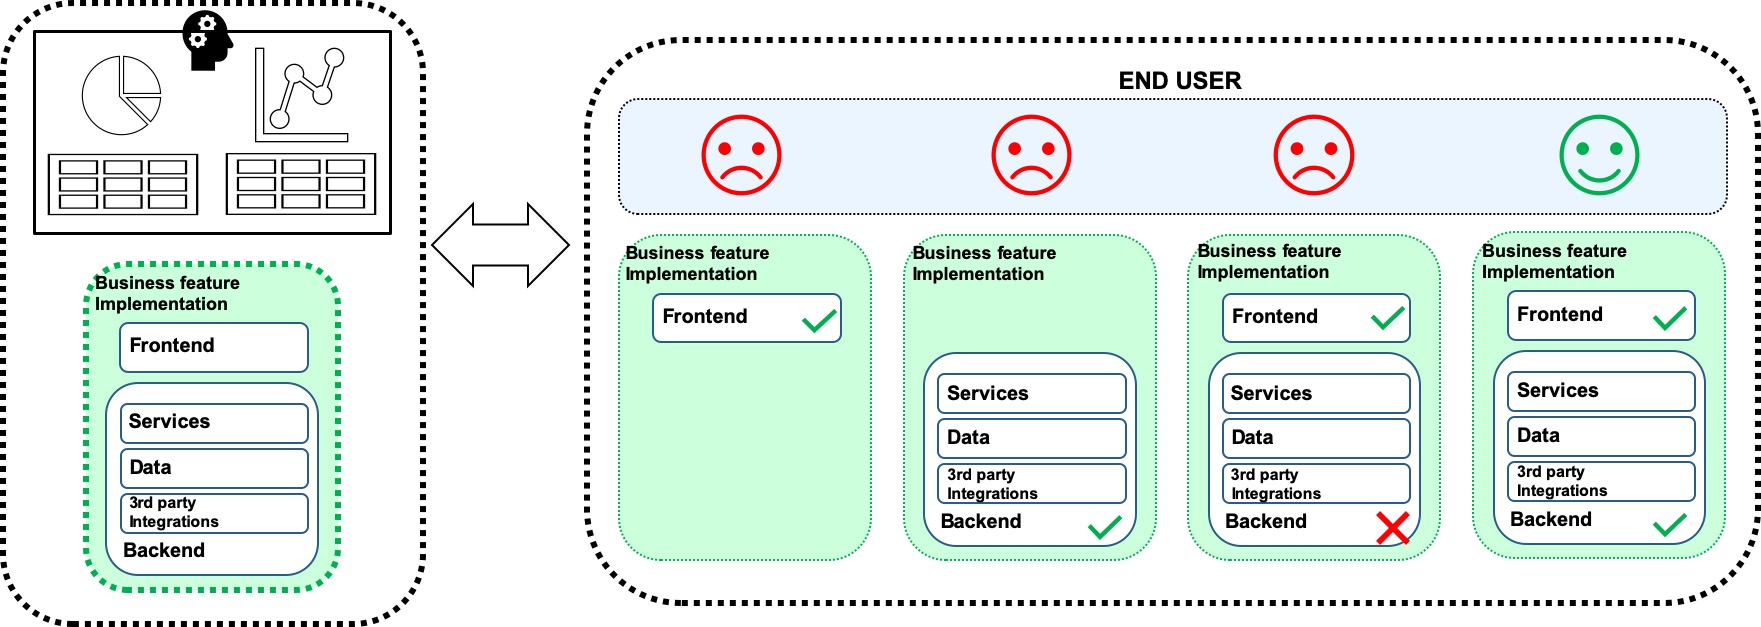 Business feature
Implementation
Frontend
Services
Data
3rd party
Integrations
Backend
END USER
Business feature
Implementation
Frontend
Business feature
Implementation
Services
Data
3rd party
Integrations
Backend
Business feature
Implementation
Frontend
Services
Data
3rd party
Integrations
Backend
Business feature
Implementation
Frontend
Services
Data
3rd party
Integrations
Backend